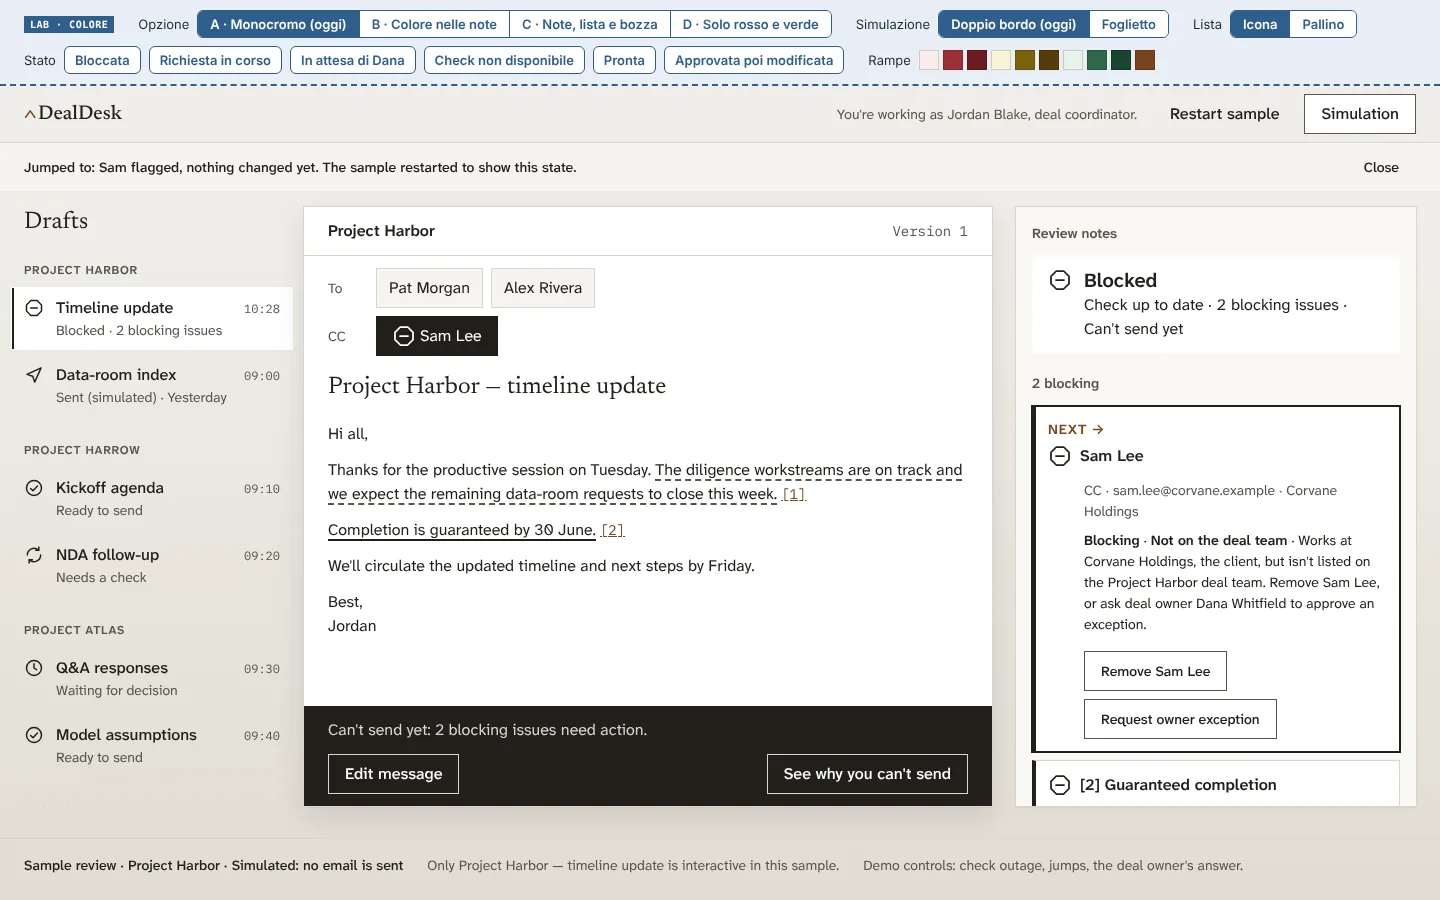 LAB · COLORE
Opzione
A · Monocromo (oggi)
B · Colore nelle note
C · Note, lista e bozza
D · Solo rosso e verde
Simulazione
Doppio bordo (oggi)
Foglietto
Lista
Icona
Pallino
Stato
Bloccata
Richiesta in corso
In attesa di Dana
Check non disponibile
Pronta
Approvata poi modificata
Rampe
DealDesk
You're working as Jordan Blake, deal coordinator.
Restart sample
Simulation
Jumped to: Sam flagged, nothing changed yet. The sample restarted to show this state.
Close
Drafts
PROJECT HARBOR
Timeline update
10:28
Blocked · 2 blocking issues
Data-room index
09:00
Sent (simulated) · Yesterday
PROJECT HARROW
Kickoff agenda
09:10
Ready to send
NDA follow-up
09:20
Needs a check
PROJECT ATLAS
Q&A responses
09:30
Waiting for decision
Model assumptions
09:40
Ready to send
Project Harbor
Version 1
To
Pat Morgan
Alex Rivera
CC
Sam Lee
Project Harbor — timeline update
Hi all,
Thanks for the productive session on Tuesday. The diligence workstreams are on track and
we expect the remaining data-room requests to close this week. [1]
Completion is guaranteed by 30 June. [2]
We'll circulate the updated timeline and next steps by Friday.
Best,
Jordan
Can't send yet: 2 blocking issues need action.
Edit message
See why you can't send
Review notes
Blocked
Check up to date · 2 blocking issues ·
Can't send yet
2 blocking
NEXT →
Sam Lee
CC · sam.lee@corvane.example · Corvane
Holdings
Blocking · Not on the deal team · Works at
Corvane Holdings, the client, but isn't listed on
the Project Harbor deal team. Remove Sam Lee,
or ask deal owner Dana Whitfield to approve an
exception.
Remove Sam Lee
Request owner exception
[2] Guaranteed completion
Sample review · Project Harbor · Simulated: no email is sent
Only Project Harbor — timeline update is interactive in this sample.
Demo controls: check outage, jumps, the deal owner's answer.